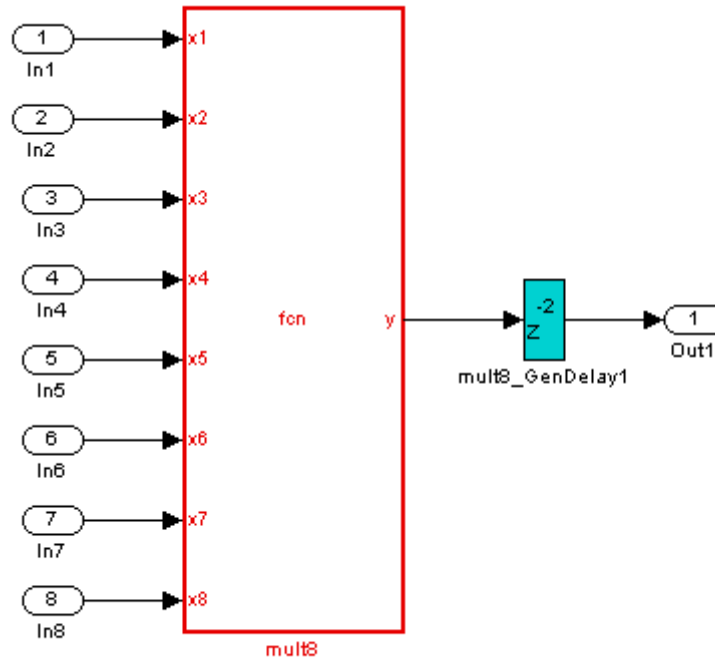 1 x1
In1
2 x2
In2
3 x3
In3
4 x4
In4
fcn y -2 Z 1
mult8_GenDelay1 Out1
5 x5
In5
6 x6
In6
7 x7
In7
8 x8
In8
mult8